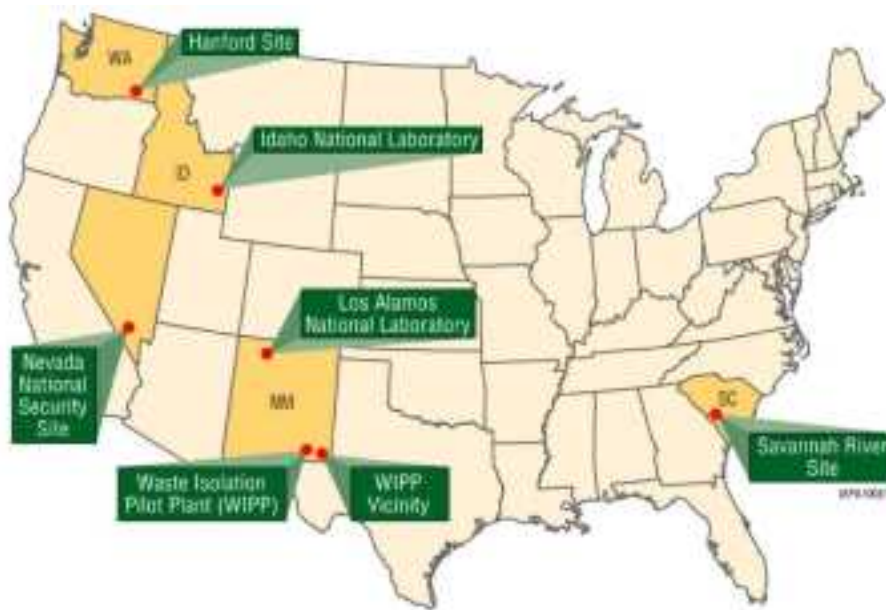 WA
Hanford Site
Idaho National Laboratory
ID
Los Alamos
National Laboratory
Nevada
National
Security
Site
NM
SC
Savannah River
Site
Waste Isolation
Pilot Plant (WIPP)
WIPP
Vicinity